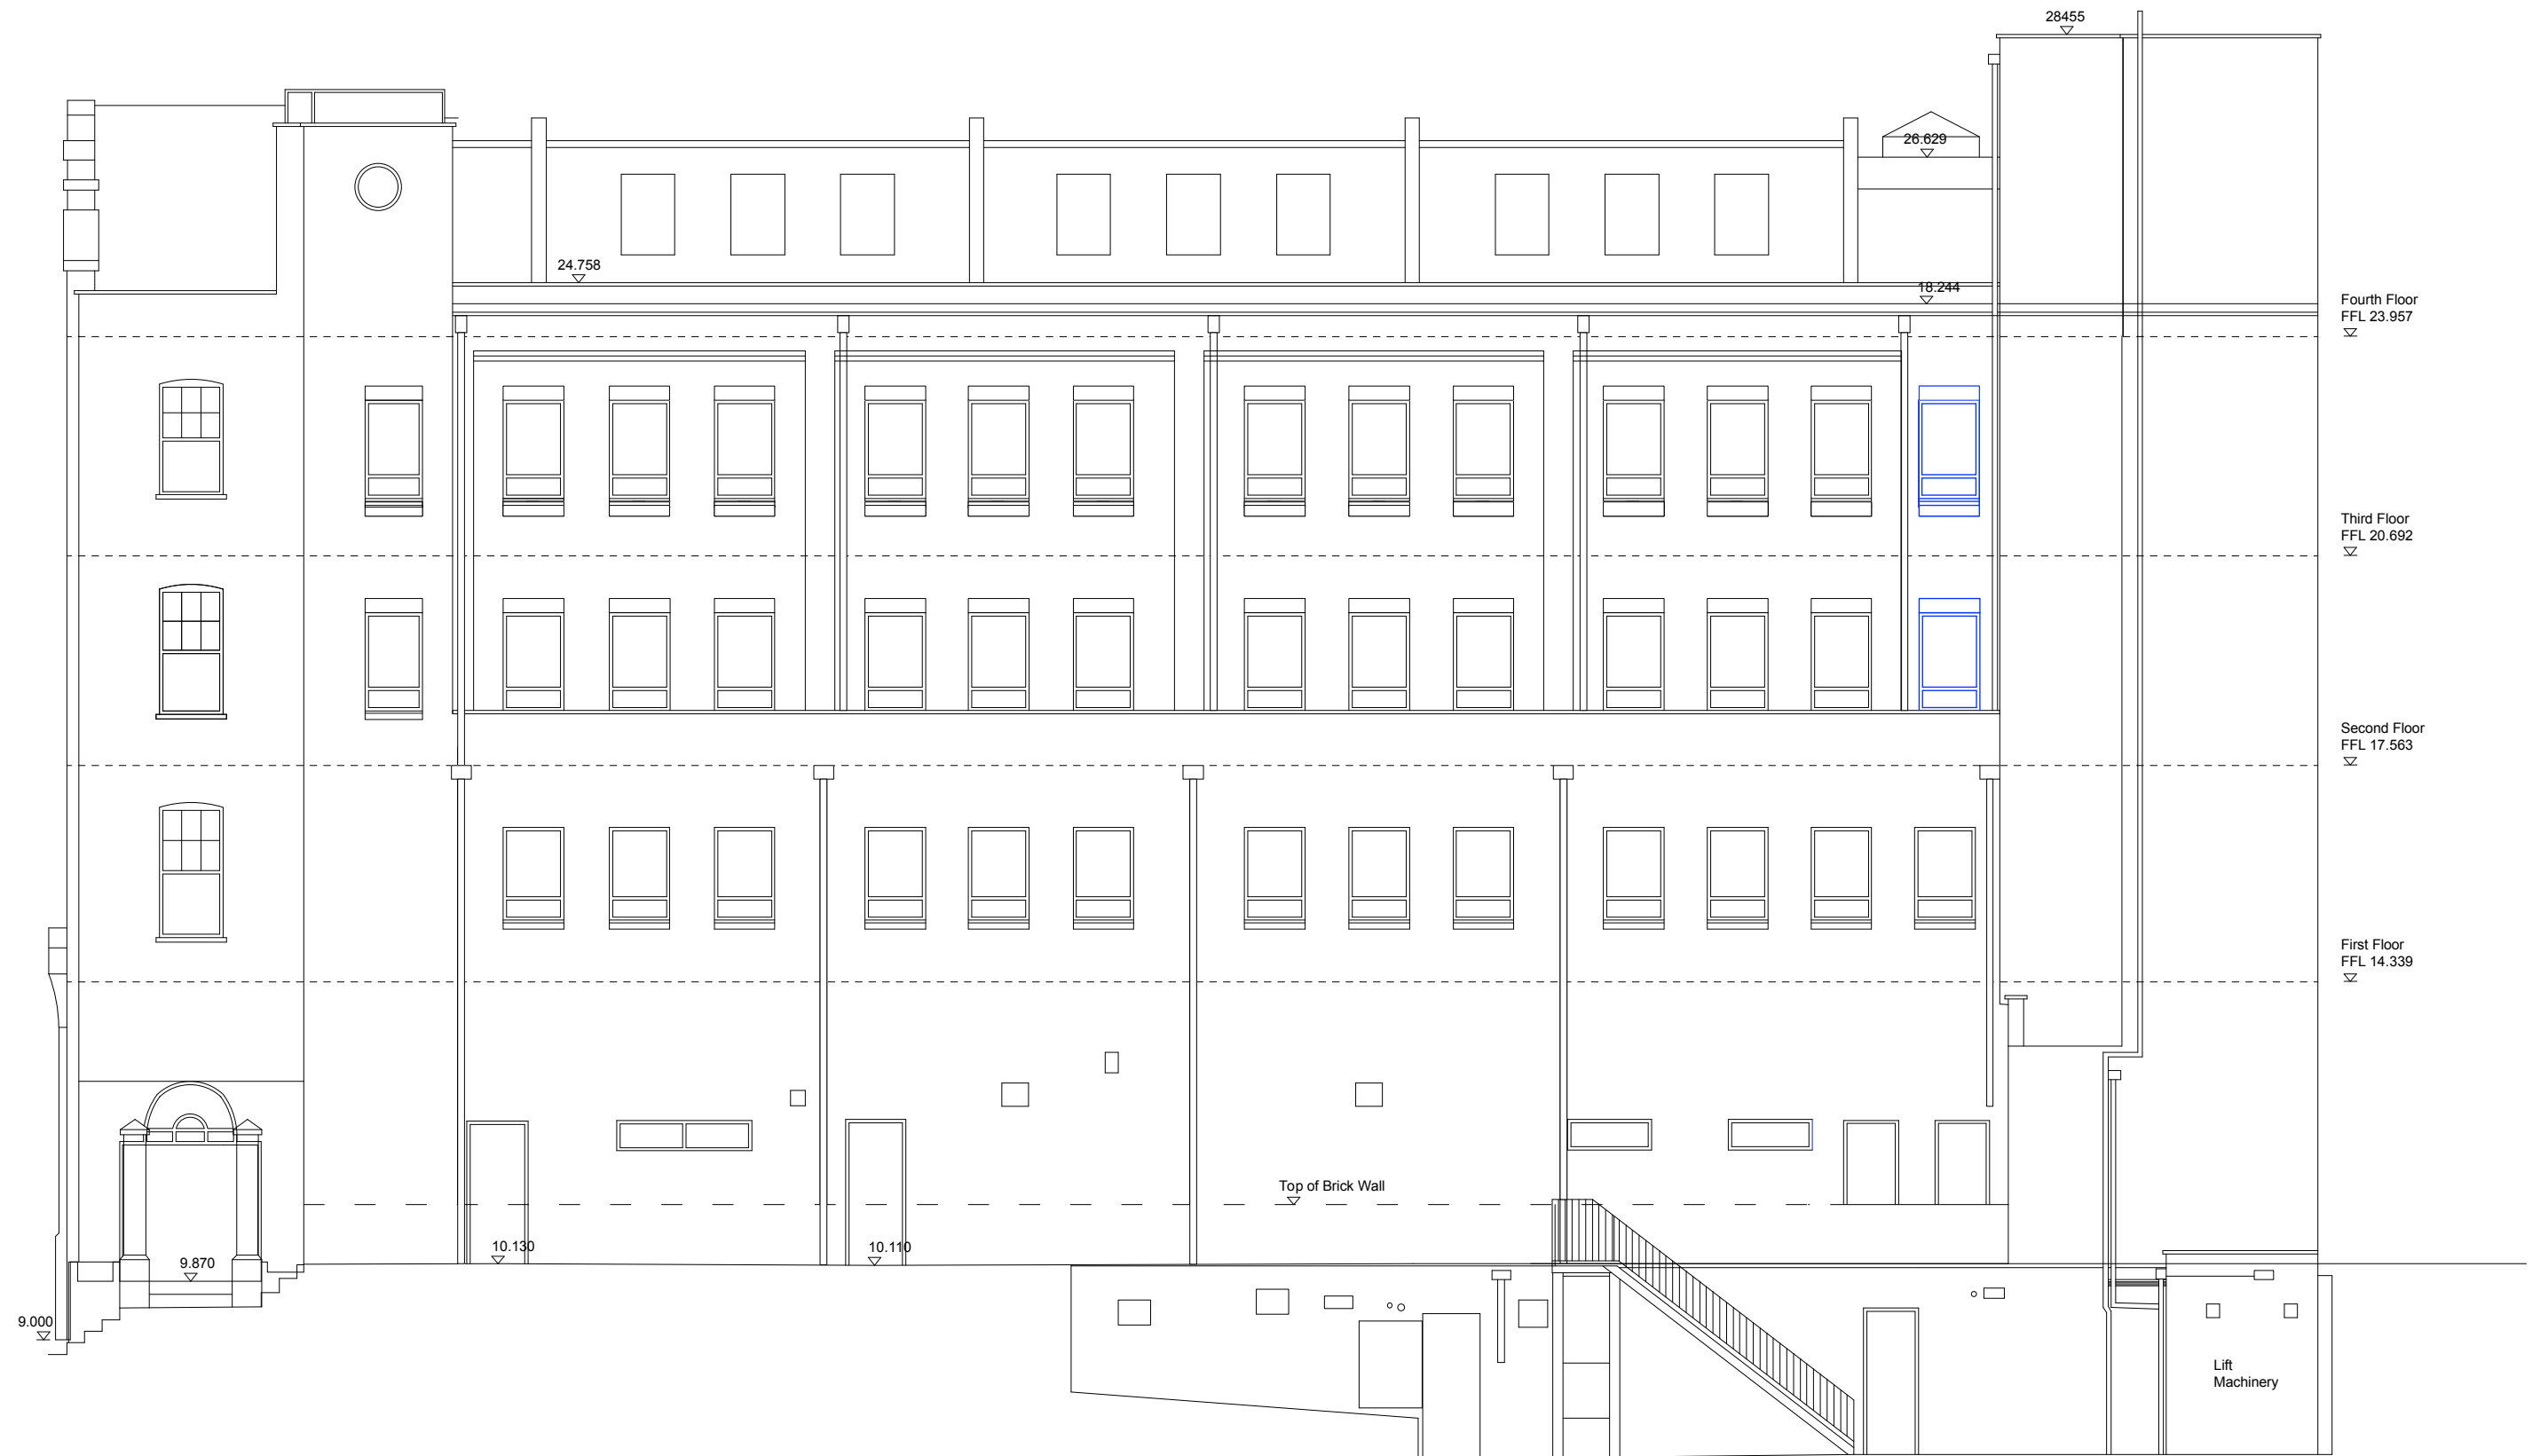 28455
26.629
24.758
18.244
Fourth Floor
FFL 23.957
Third Floor
FFL 20.692
Second Floor
FFL 17.563
First Floor
FFL 14.339
Top of Brick Wall
10.130
10.110
9.870
9.000
Lift
Machinery